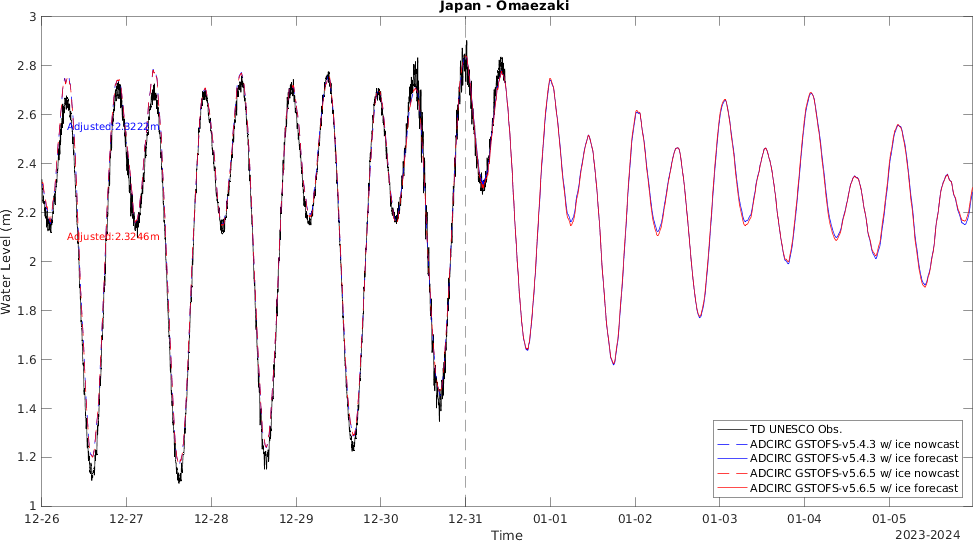 Japan - Omaezaki
3
2.8
2.6
2.4
2.2
2
1.8
1.6
1.4
1.2
1
Water Level (m)
Adjusted:2.3222m
Adjusted:2.3246m
TD UNESCO Obs.
ADCIRC GSTOFS-v5.4.3 w/ ice nowcast
ADCIRC GSTOFS-v5.4.3 w/ ice forecast
ADCIRC GSTOFS-v5.6.5 w/ ice nowcast
ADCIRC GSTOFS-v5.6.5 w/ ice forecast
12-26 12-27 12-28 12-29 12-30 12-31 01-01 01-02 01-03 01-04 01-05
Time
2023-2024